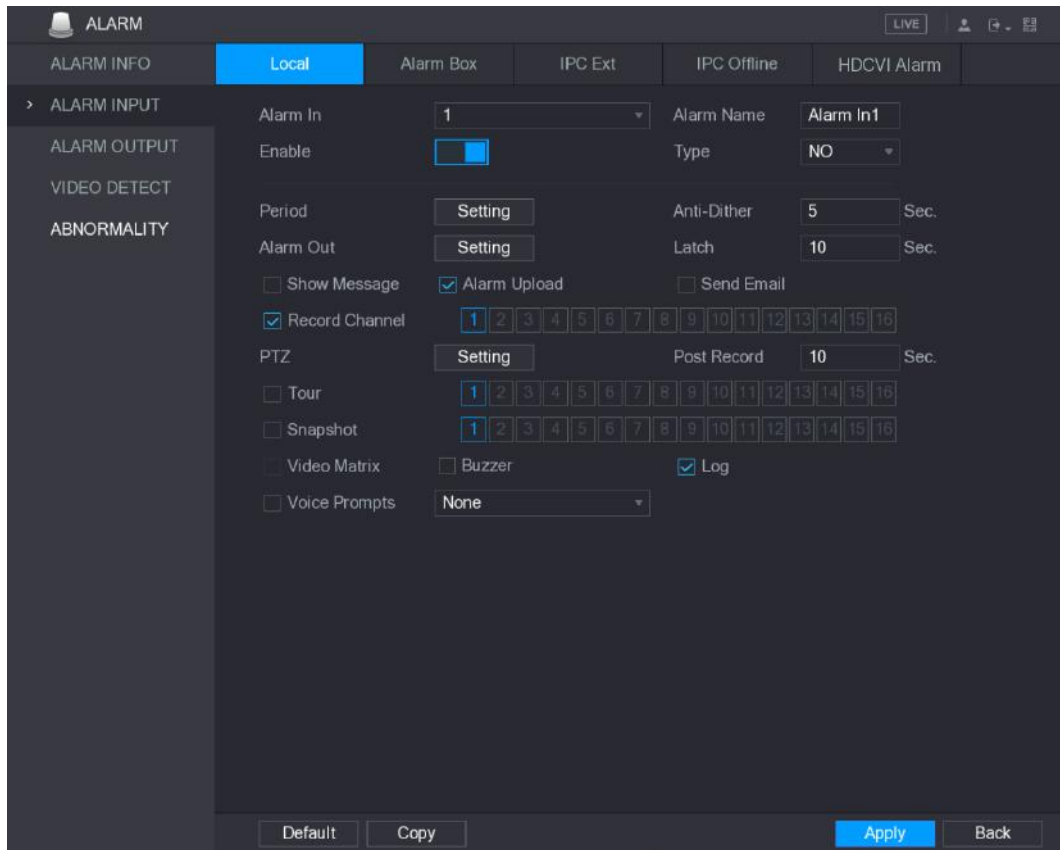 ALARM LIVE
ALARM INFO Local Alarm Box IPC Ext IPC Offline HDCVI Alarm
> ALARM INPUT
ALARM OUTPUT
VIDEO DETECT
ABNORMALITY
Alarm In 1 Alarm Name Alarm In1
Enable Type NO
Period Setting Anti-Dither 5 Sec.
Alarm Out Setting Latch 10 Sec.
Show Message Alarm Upload Send Email
Record Channel 1 2 3 4 5 6 7 8 9 10 11 12 13 14 15 16
PTZ Setting Post Record 10 Sec.
Tour 1 2 3 4 5 6 7 8 9 10 11 12 13 14 15 16
Snapshot 1 2 3 4 5 6 7 8 9 10 11 12 13 14 15 16
Video Matrix Buzzer Log
Voice Prompts None
Default Copy Apply Back